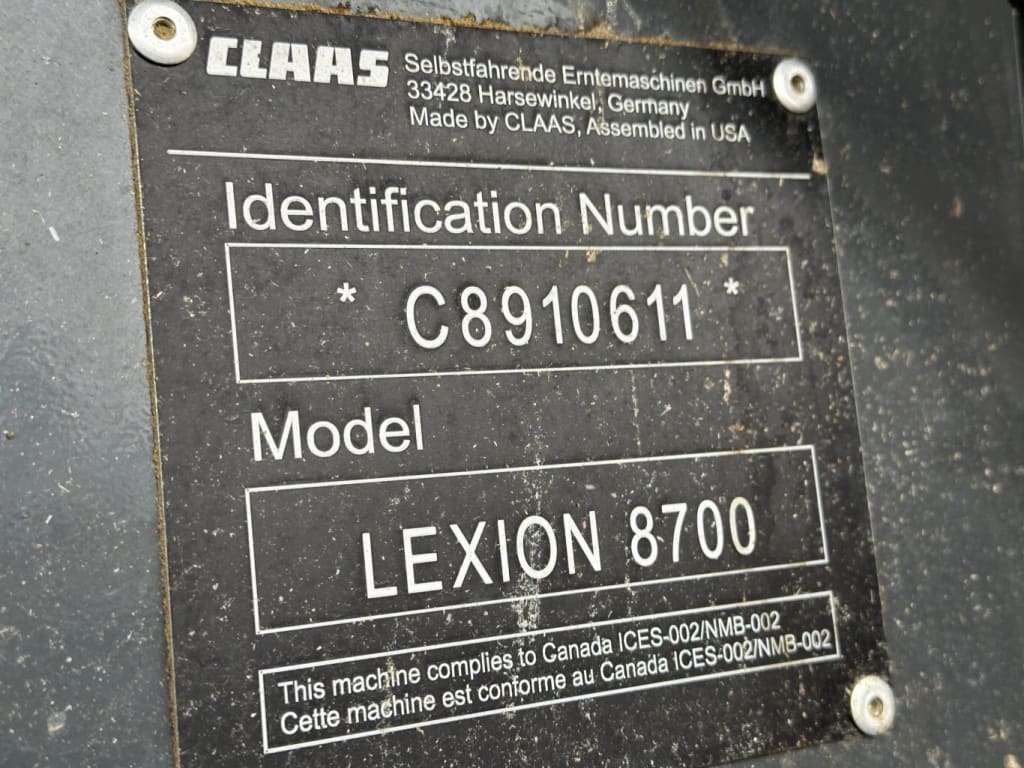 CLAAS Selbstfahrende Erntemaschinen GmbH
33428 Harsewinkel, Germany
Made by CLAAS, Assembled in USA
Identification Number
* C8910611 *
Model
LEXION 8700
This machine complies to Canada ICES-002/NMB-002
Cette machine est conforme au Canada ICES-002/NMB-002